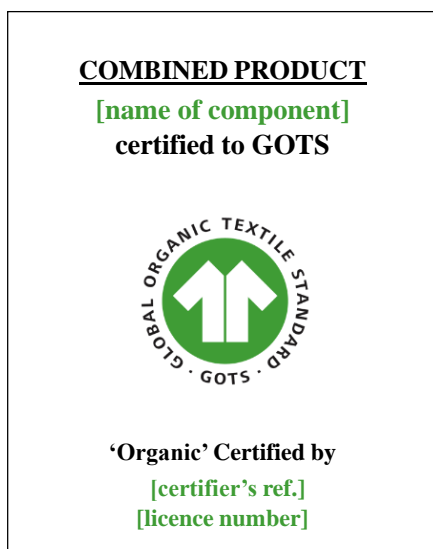 COMBINED PRODUCT
[name of component]
certified to GOTS
GLOBAL ORGANIC TEXTILE STANDARD
· GOTS ·
‘Organic’ Certified by
[certifier’s ref.]
[licence number]